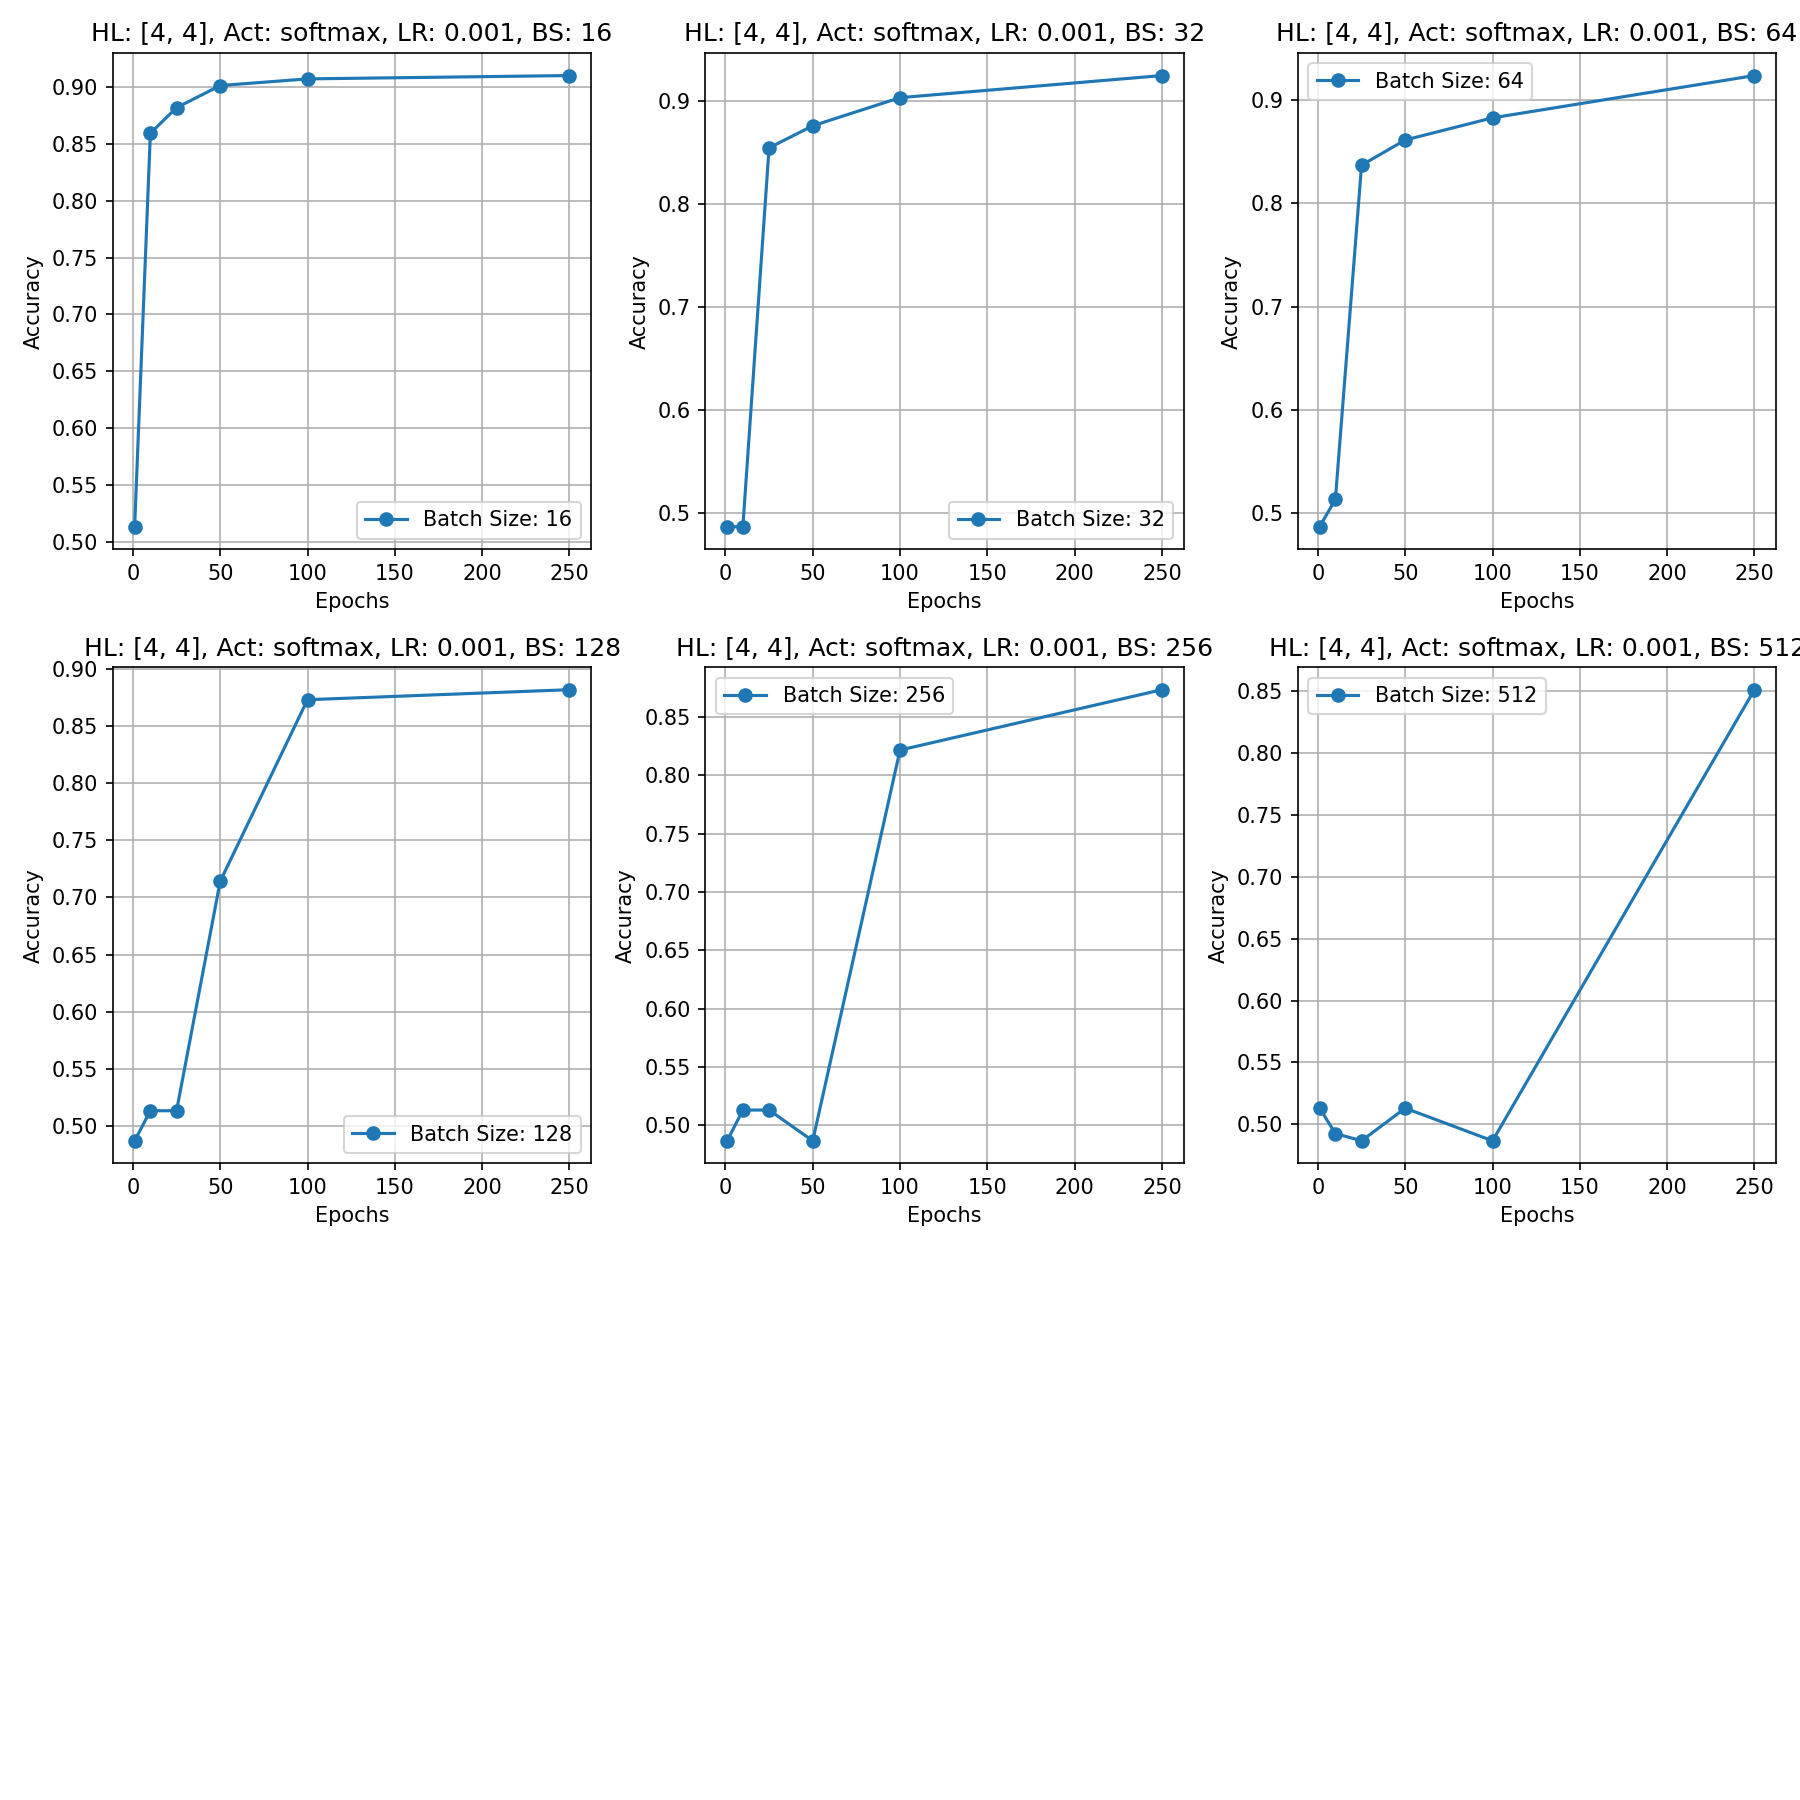 HL: [4, 4], Act: softmax, LR: 0.001, BS: 16
0.90
0.85
0.80
0.75
0.70
0.65
0.60
0.55
0.50
Accuracy
Batch Size: 16
0 50 100 150 200 250
Epochs
HL: [4, 4], Act: softmax, LR: 0.001, BS: 32
0.9
0.8
0.7
0.6
0.5
Accuracy
Batch Size: 32
0 50 100 150 200 250
Epochs
HL: [4, 4], Act: softmax, LR: 0.001, BS: 64
Batch Size: 64
0.9
0.8
0.7
0.6
0.5
Accuracy
0 50 100 150 200 250
Epochs
HL: [4, 4], Act: softmax, LR: 0.001, BS: 128
0.90
0.85
0.80
0.75
0.70
0.65
0.60
0.55
0.50
Accuracy
Batch Size: 128
0 50 100 150 200 250
Epochs
HL: [4, 4], Act: softmax, LR: 0.001, BS: 256
Batch Size: 256
0.85
0.80
0.75
0.70
0.65
0.60
0.55
0.50
Accuracy
0 50 100 150 200 250
Epochs
HL: [4, 4], Act: softmax, LR: 0.001, BS: 512
Batch Size: 512
0.85
0.80
0.75
0.70
0.65
0.60
0.55
0.50
Accuracy
0 50 100 150 200 250
Epochs